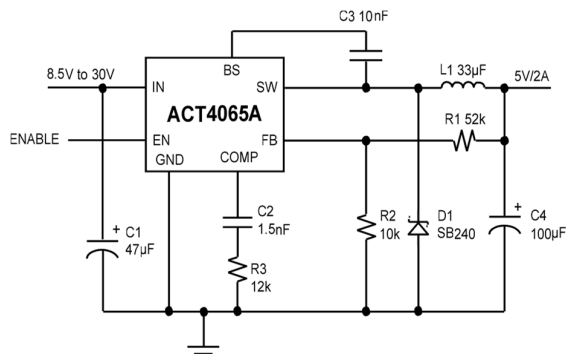 C3 10nF
8.5V to 30V
BS
IN
SW
L1 33µF
5V/2A
ACT4065A
R1 52k
ENABLE
EN
FB
GND
COMP
C2
1.5nF
R2
10k
D1
SB240
+
C4
100µF
+
C1
47µF
R3
12k